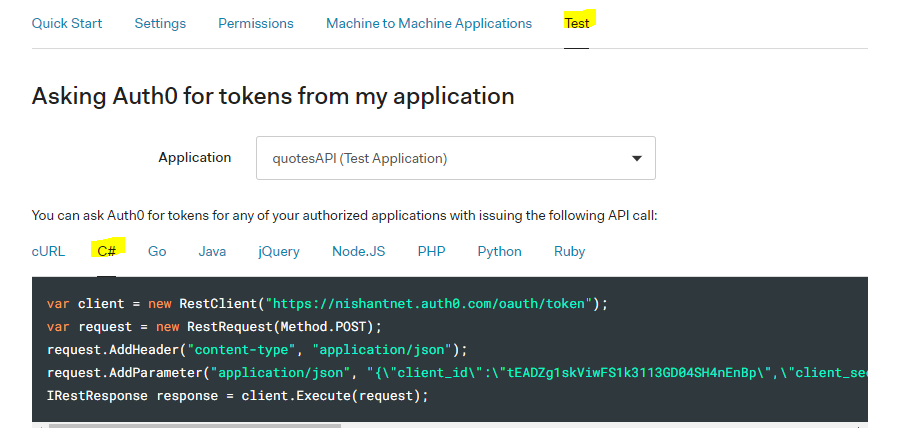 Quick Start Settings Permissions Machine to Machine Applications Test
Asking Auth0 for tokens from my application
Application quotesAPI (Test Application)
You can ask Auth0 for tokens for any of your authorized applications with issuing the following API call:
cURL C# Go Java jQuery Node.JS PHP Python Ruby
var client = new RestClient("https://nishantnet.auth0.com/oauth/token");
var request = new RestRequest(Method.POST);
request.AddHeader("content-type", "application/json");
request.AddParameter("application/json", "{\"client_id\":\"tEADZg1skViwFS1k3113GD04SH4nEnBp\",\"client_sec
IRestResponse response = client.Execute(request);